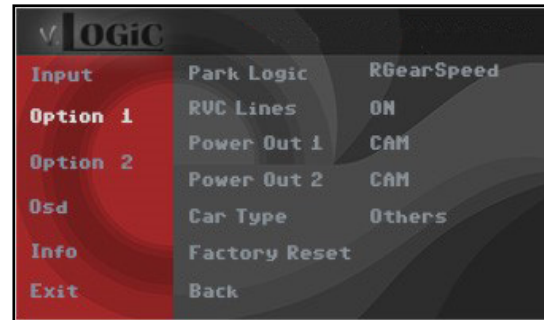 v.LOGiC
Input
Option 1
Option 2
Osd
Info
Exit
Park Logic RGearSpeed
RVC Lines ON
Power Out 1 CAM
Power Out 2 CAM
Car Type Others
Factory Reset
Back